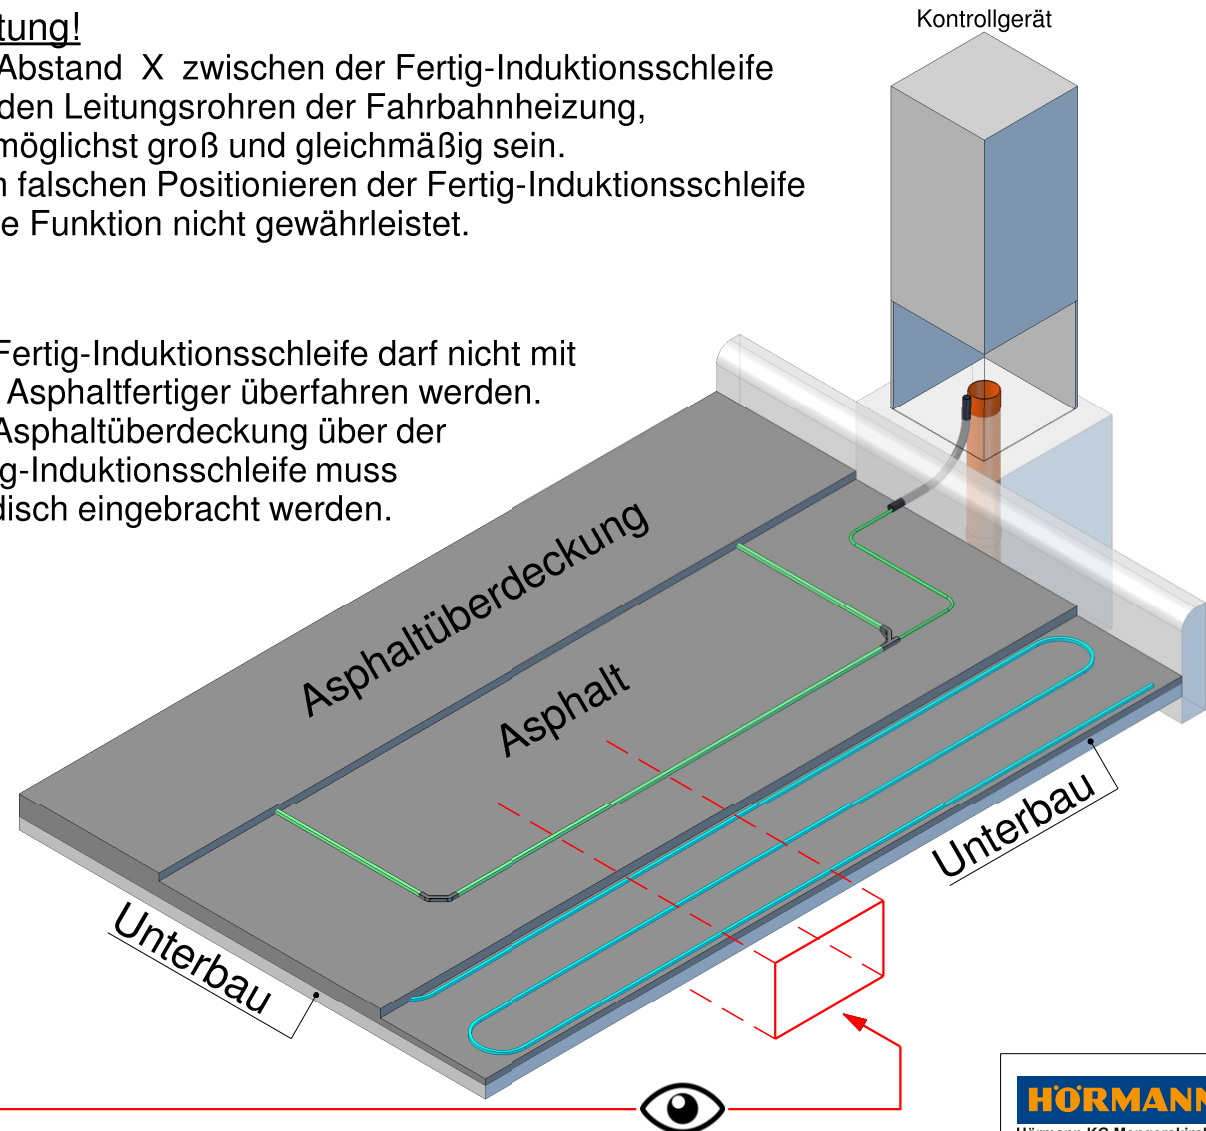 Kontrollgerät
tung!
Abstand X zwischen der Fertig-Induktionsschleife
den Leitungsrohren der Fahrbahnheizung,
möglichst groß und gleichmäßig sein.
n falschen Positionieren der Fertig-Induktionsschleife
e Funktion nicht gewährleistet.
Fertig-Induktionsschleife darf nicht mit
Asphaltfertiger überfahren werden.
Asphaltüberdeckung über der
g-Induktionsschleife muss
disch eingebracht werden.
Asphaltüberdeckung
Asphalt
Unterbau
Unterbau
HÖRMANN